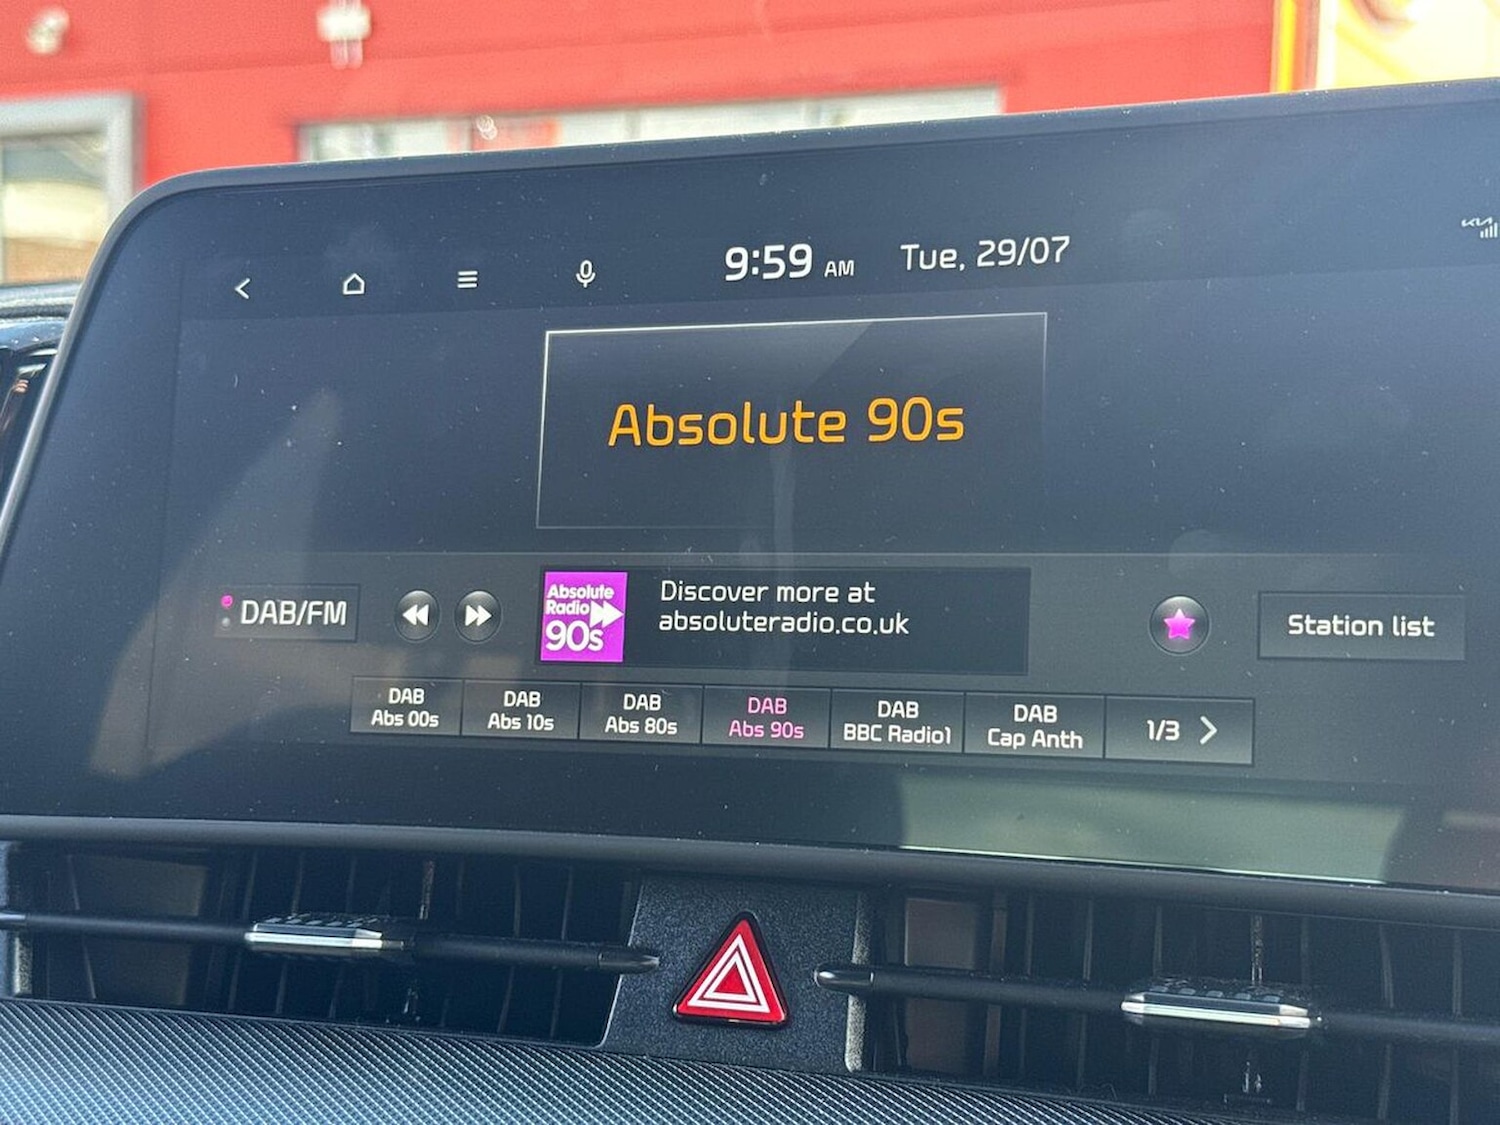 9:59 AM Tue, 29/07
KIA
Absolute 90s
DAB/FM
Absolute
Radio
90s
Discover more at
absoluteradio.co.uk
Station list
DAB
Abs 00s
DAB
Abs 10s
DAB
Abs 80s
DAB
Abs 90s
DAB
BBC Radio1
DAB
Cap Anth
1/3